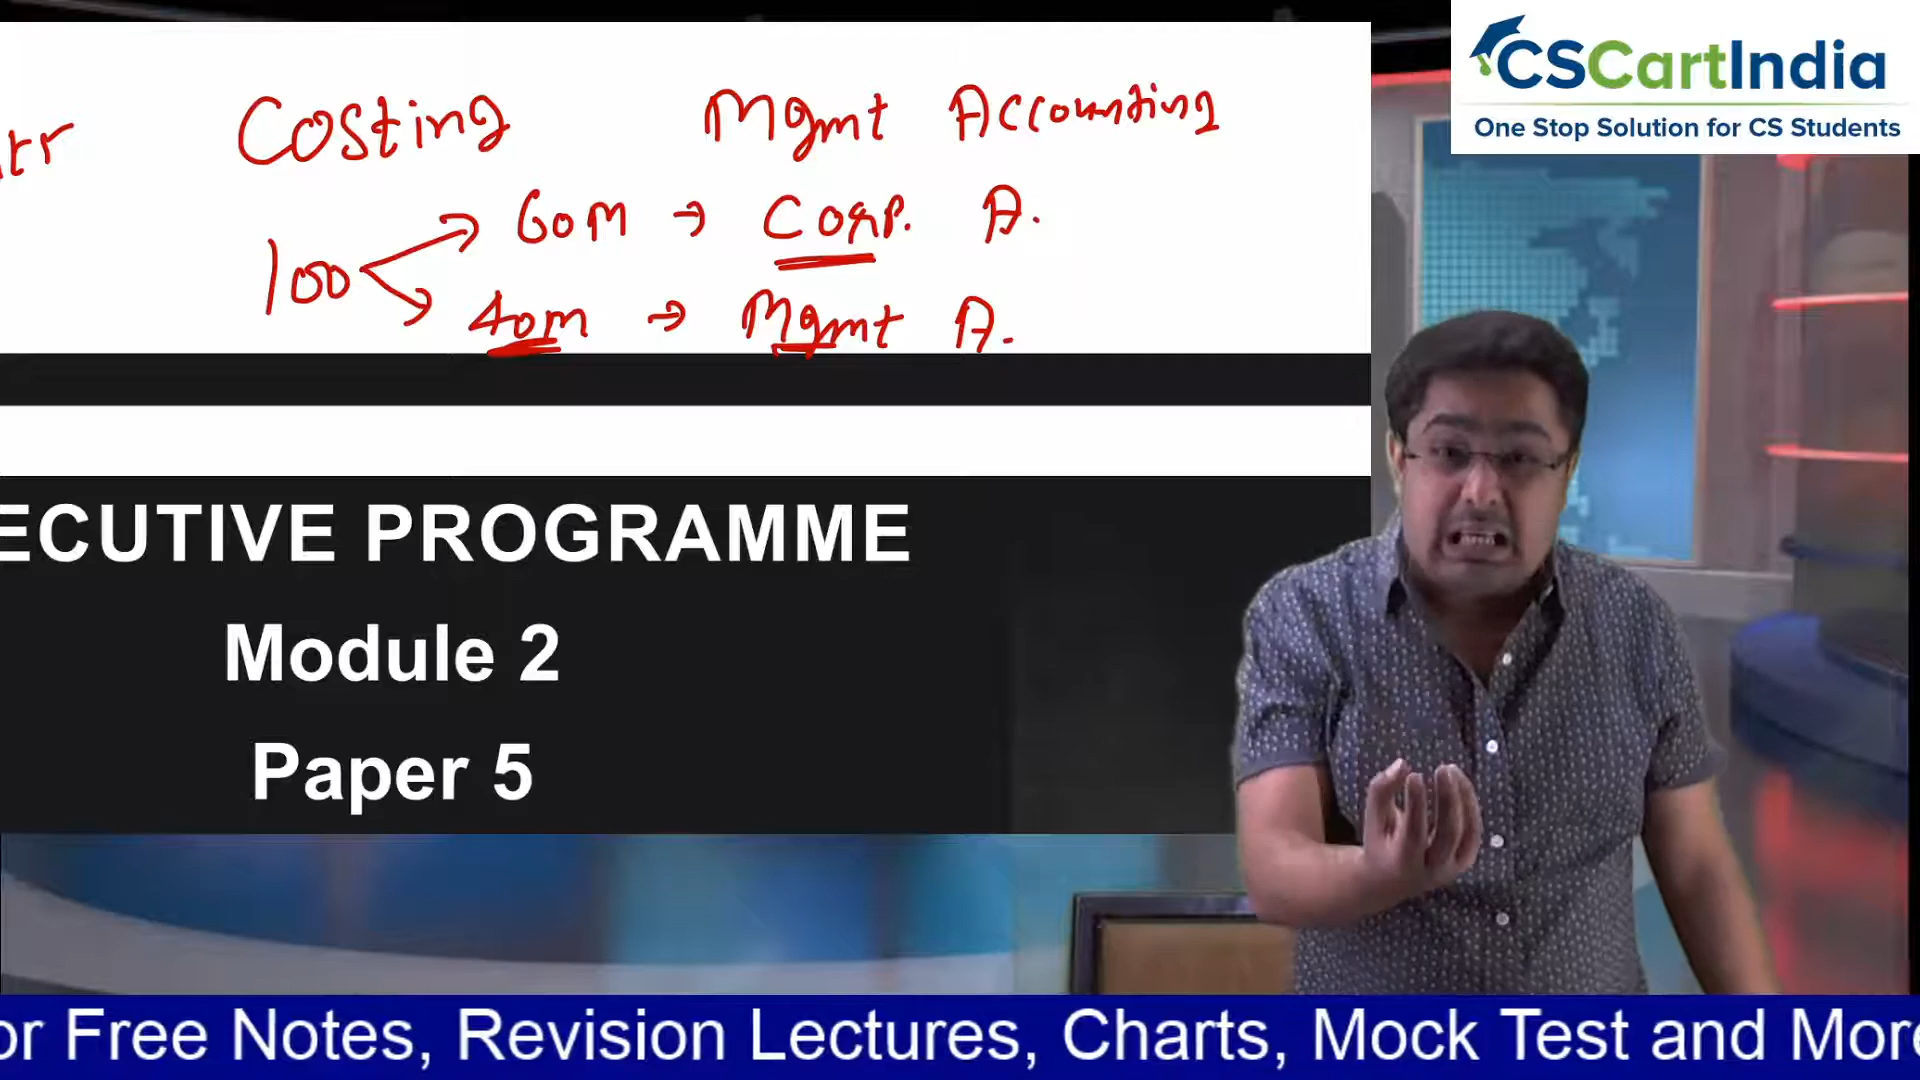 CSCartIndia
One Stop Solution for CS Students
Costing Mgmt Accounting
100 → 60M → Corp. A.
→ 40M → Mgmt A.
ECUTIVE PROGRAMME
Module 2
Paper 5
or Free Notes, Revision Lectures, Charts, Mock Test and More